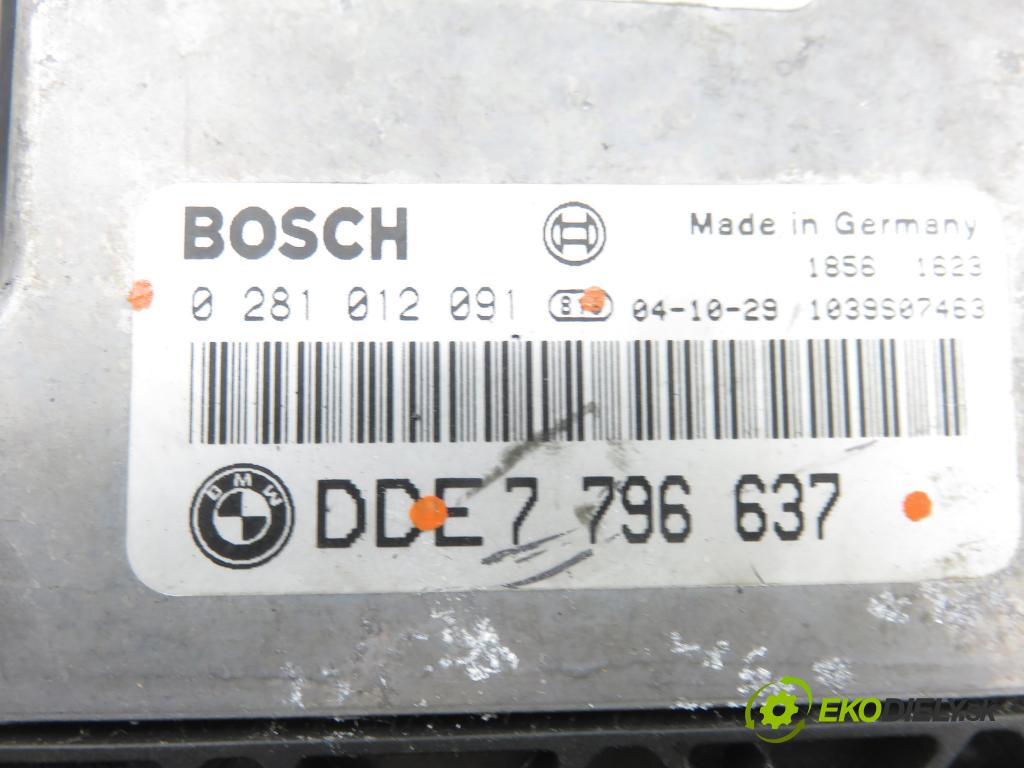 BOSCH
Made in Germany
1856 1623
0 281 012 091 04-10-29 1039S07463
BMW DDE 7 796 637
EKODIELY.SK